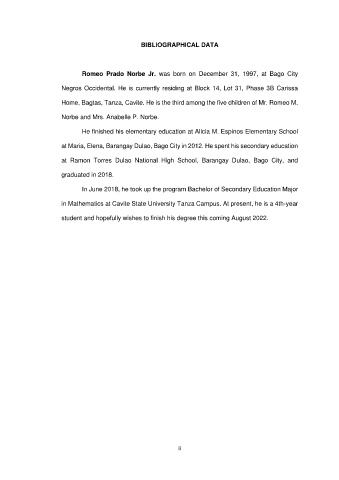 BIBLIOGRAPHICAL DATA
Romeo Prado Norbe Jr. was born on December 31, 1997, at Bago City
Negros Occidental. He is currently residing at Block 14, Lot 31, Phase 3B Carissa
Home, Bagtas, Tanza, Cavite. He is the third among the five children of Mr. Romeo M.
Norbe and Mrs. Anabelle P. Norbe.
He finished his elementary education at Alicia M. Espinos Elementary School
at Maria, Elena, Barangay Dulao, Bago City in 2012. He spent his secondary education
at Ramon Torres Dulao National High School, Barangay Dulao, Bago City, and
graduated in 2018.
In June 2018, he took up the program Bachelor of Secondary Education Major
in Mathematics at Cavite State University Tanza Campus. At present, he is a 4th-year
student and hopefully wishes to finish his degree this coming August 2022.
ii